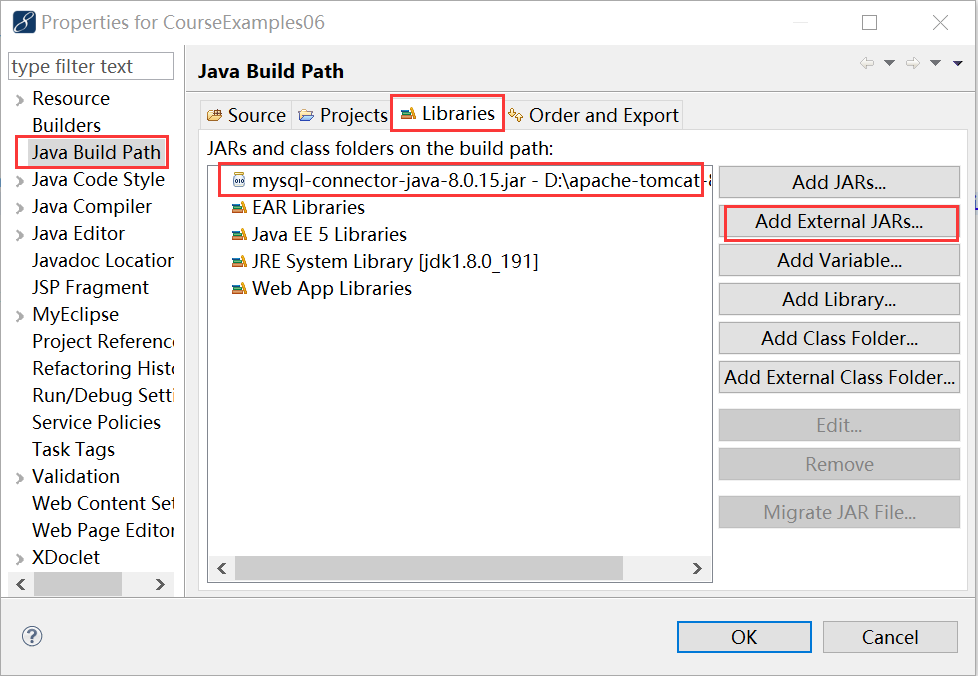 Properties for CourseExamples06
type filter text
Resource
Builders
Java Build Path
Java Code Style
Java Compiler
Java Editor
Javadoc Location
JSP Fragment
MyEclipse
Project Reference
Refactoring Histo
Run/Debug Setti
Service Policies
Task Tags
Validation
Web Content Set
Web Page Editor
XDoclet
Java Build Path
Source Projects Libraries Order and Export
JARs and class folders on the build path:
mysql-connector-java-8.0.15.jar - D:\apache-tomcat-8
EAR Libraries
Java EE 5 Libraries
JRE System Library [jdk1.8.0_191]
Web App Libraries
Add JARs...
Add External JARs...
Add Variable...
Add Library...
Add Class Folder...
Add External Class Folder...
Edit...
Remove
Migrate JAR File...
OK Cancel